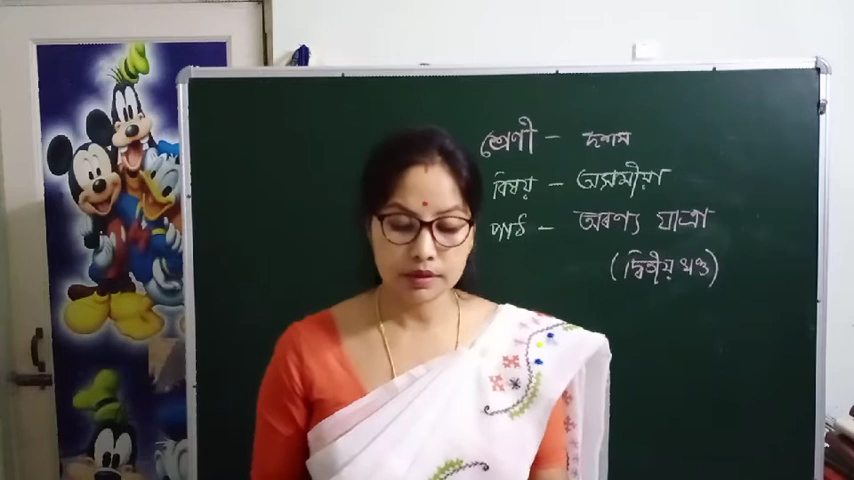 শ্ৰেণী - দশম
বিষয় - অসমীয়া
পাঠ - অৰণ্য যাত্ৰা
(দ্বিতীয় খণ্ড)